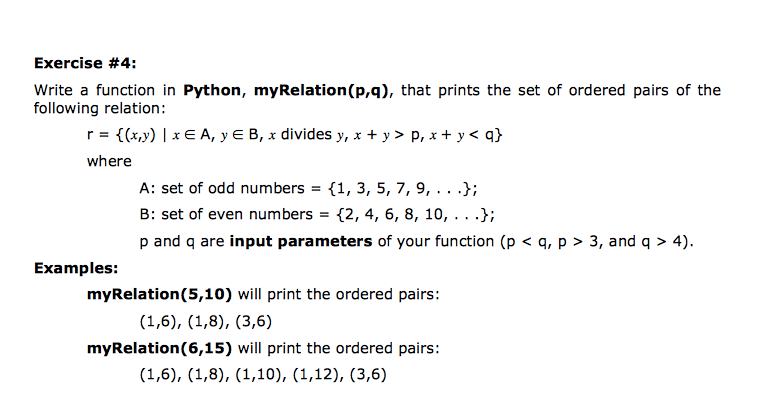 Exercise #4:
Write a function in Python, myRelation(p,q), that prints the set of ordered pairs of the
following relation:
r = {(x,y) | x ∈ A, y ∈ B, x divides y, x + y > p, x + y < q}
where
A: set of odd numbers = {1, 3, 5, 7, 9, . . .};
B: set of even numbers = {2, 4, 6, 8, 10, . . .};
p and q are input parameters of your function (p < q, p > 3, and q > 4).
Examples:
myRelation(5,10) will print the ordered pairs:
(1,6), (1,8), (3,6)
myRelation(6,15) will print the ordered pairs:
(1,6), (1,8), (1,10), (1,12), (3,6)